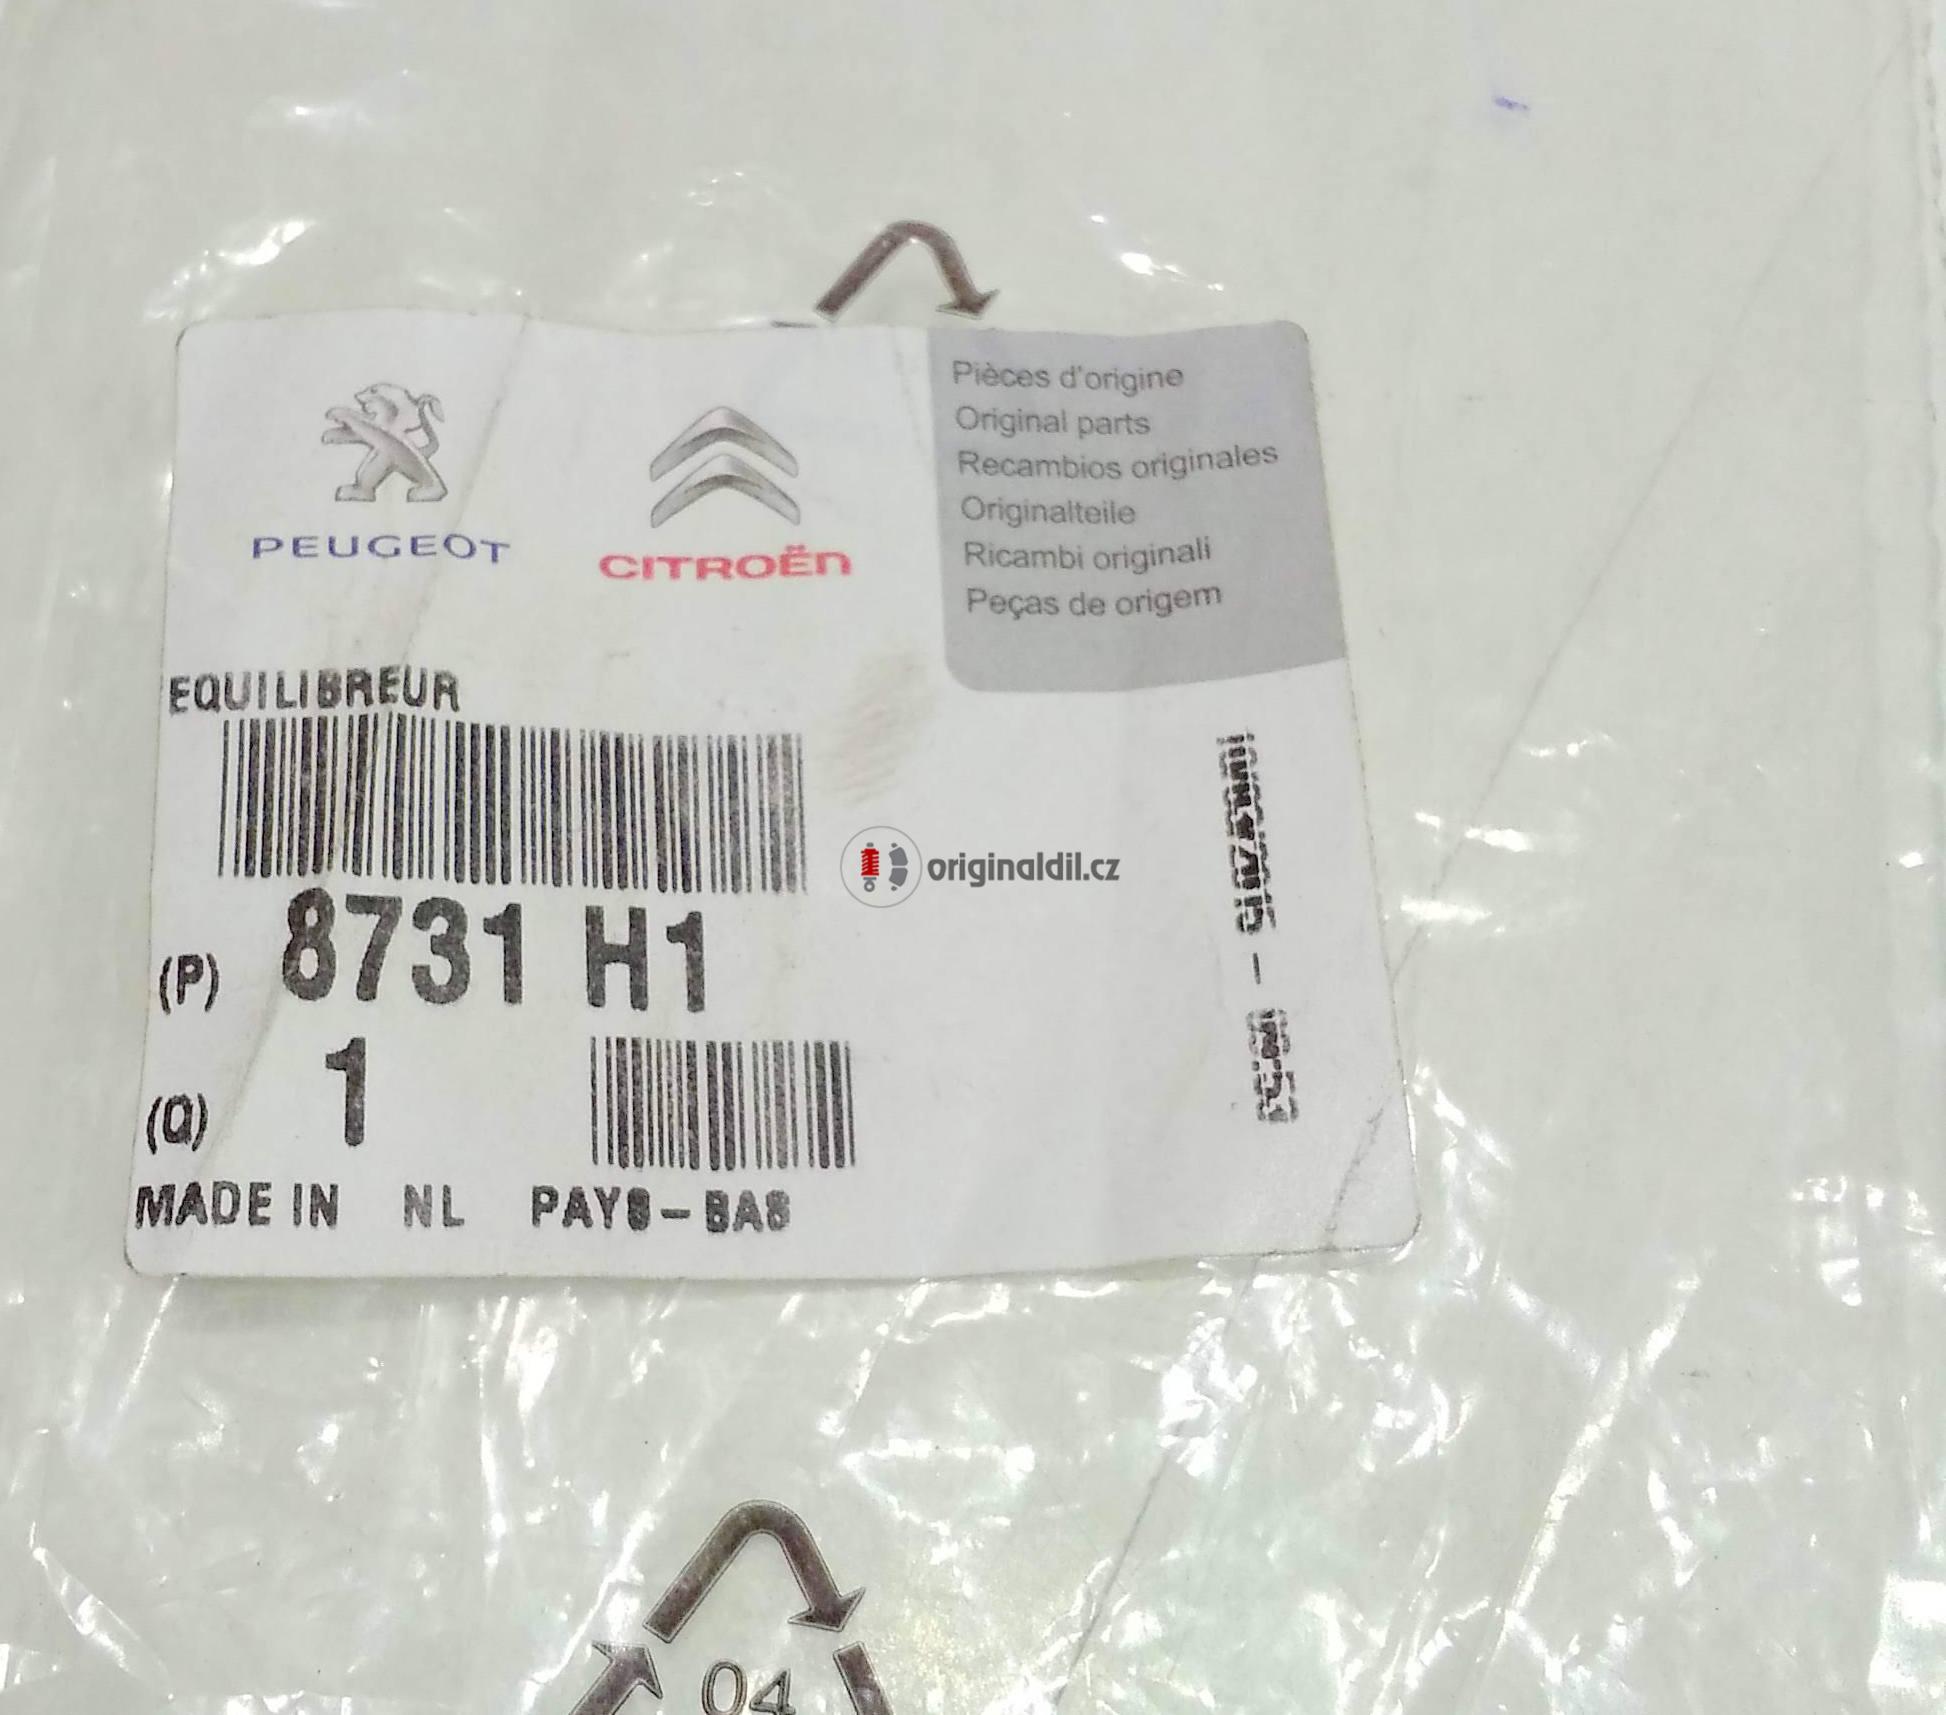 PEUGEOT
CITROËN
Pièces d'origine
Original parts
Recambios originales
Originalteile
Ricambi originali
Peças de origem
EQUILIBREUR
(P) 8731 H1
(Q) 1
MADE IN NL PAYS-BAS
originaldil.cz
04